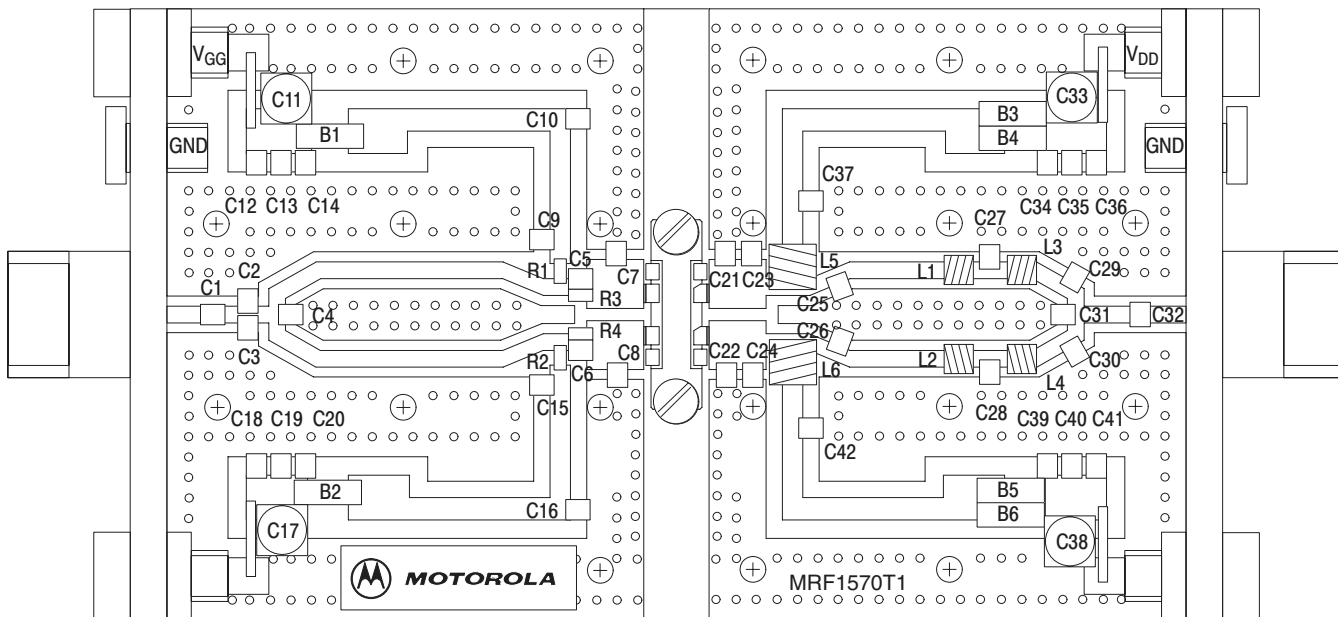 VGG
C11
B1
C10
C33
VDD
B3
B4
GND
GND
C37
C12 C13 C14
C9
C27
C34 C35 C36
C2
R1
C5
C7
C21 C23
L5
L1
L3
C29
C1
C4
R3
C25
C31
C32
C3
R4
C26
R2
C6
C8
C22 C24
L6
L2
L4
C30
C18 C19 C20
C15
C28
C39 C40 C41
C42
B2
C16
B5
B6
C17
C38
MOTOROLA
MRF1570T1